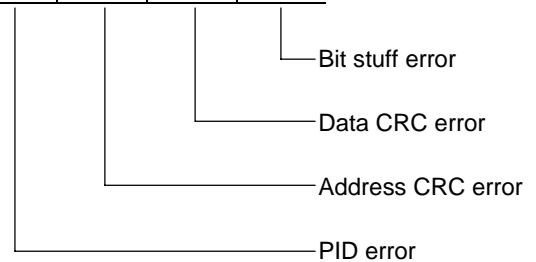 Bit stuff error
Data CRC error
Address CRC error
PID error